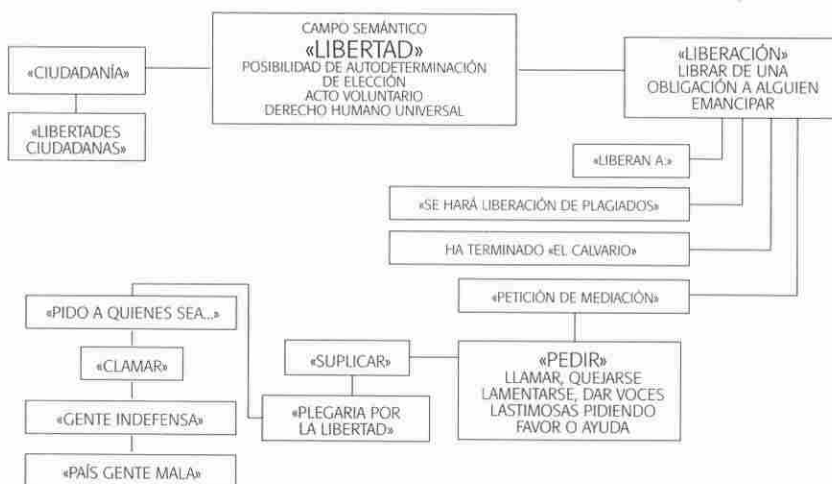 CAMPO SEMÁNTICO
«LIBERTAD»
POSIBILIDAD DE AUTODETERMINACIÓN
DE ELECCIÓN
ACTO VOLUNTARIO
DERECHO HUMANO UNIVERSAL
«CIUDADANÍA»
«LIBERTADES
CIUDADANAS»
«LIBERACIÓN»
LIBRAR DE UNA
OBLIGACIÓN A ALGUIEN
EMANCIPAR
«LIBERAN A:»
«SE HARÁ LIBERACIÓN DE PLAGIADOS»
HA TERMINADO «EL CALVARIO»
«PETICIÓN DE MEDIACIÓN»
«PEDIR»
LLAMAR, QUEJARSE
LAMENTARSE, DAR VOCES
LASTIMOSAS PIDIENDO
FAVOR O AYUDA
«SUPLICAR»
«PLEGARIA POR
LA LIBERTAD»
«PIDO A QUIENES SEA...»
«CLAMAR»
«GENTE INDEFENSA»
«PAÍS GENTE MALA»